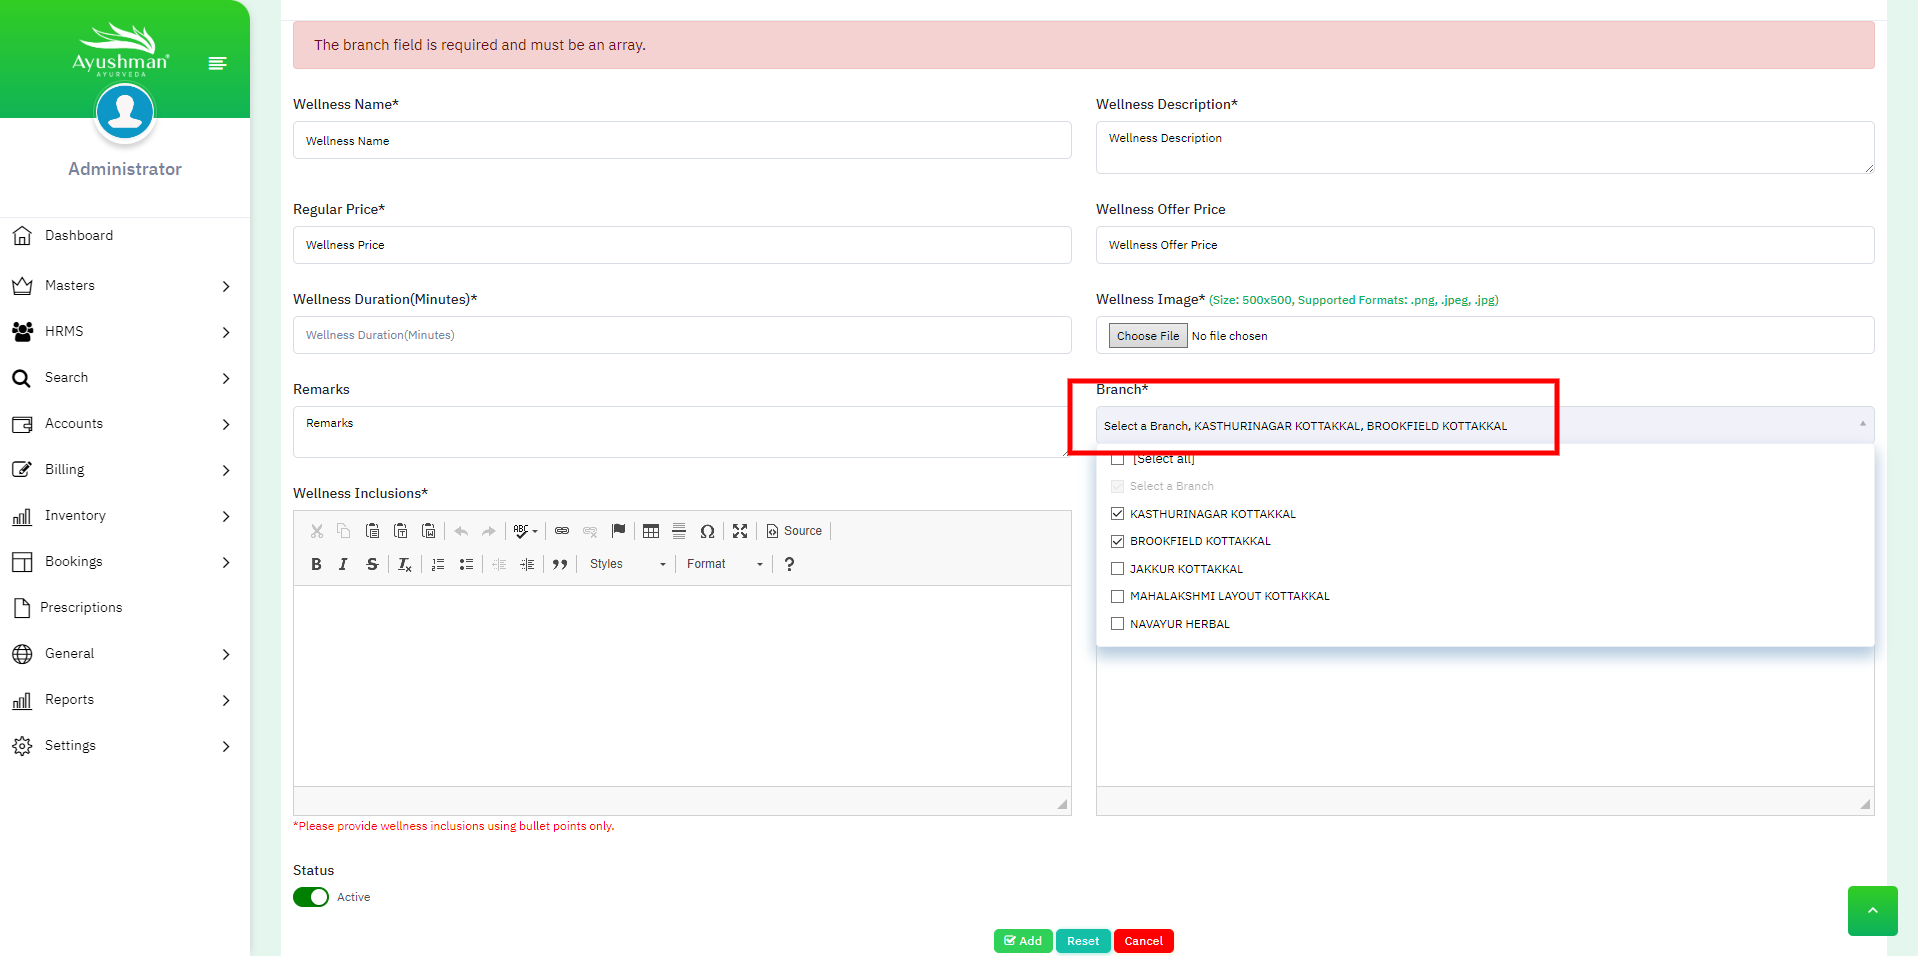 Ayushman®
AYURVEDA
Administrator
Dashboard
Masters
HRMS
Search
Accounts
Billing
Inventory
Bookings
Prescriptions
General
Reports
Settings
The branch field is required and must be an array.
Wellness Name*
Wellness Name
Wellness Description*
Wellness Description
Regular Price*
Wellness Price
Wellness Offer Price
Wellness Offer Price
Wellness Duration(Minutes)*
Wellness Duration(Minutes)
Wellness Image* (Size: 500x500, Supported Formats: .png, .jpeg, .jpg)
Choose File No file chosen
Remarks
Remarks
Branch*
Select a Branch, KASTHURINAGAR KOTTAKKAL, BROOKFIELD KOTTAKKAL
[Select all]
Select a Branch
KASTHURINAGAR KOTTAKKAL
BROOKFIELD KOTTAKKAL
JAKKUR KOTTAKKAL
MAHALAKSHMI LAYOUT KOTTAKKAL
NAVAYUR HERBAL
Wellness Inclusions*
ABC Ω Source
B I S Tx Styles Format ?
*Please provide wellness inclusions using bullet points only.
Status
Active
Add Reset Cancel